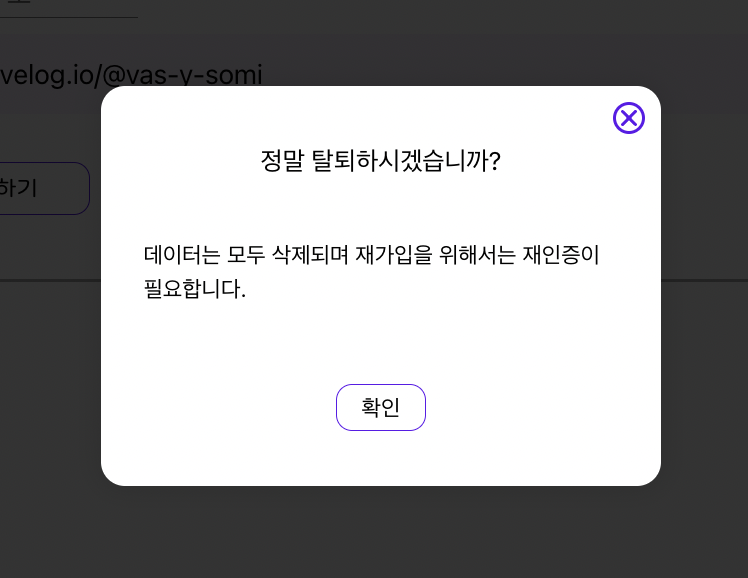 velog.io/@vas-y-somi
정말 탈퇴하시겠습니까?
하기
데이터는 모두 삭제되며 재가입을 위해서는 재인증이
필요합니다.
확인